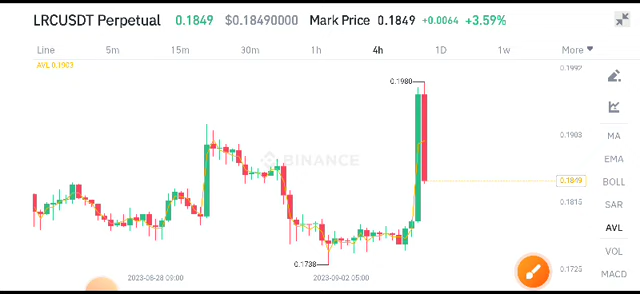 LRCUSDT Perpetual 0.1849 $0.18490000 Mark Price 0.1849 +0.0064 +3.59%
Line 5m 15m 30m 1h 4h 1D 1w More
AVL 0.1903
0.1992
0.1980
0.1903
MA
EMA
BINANCE
0.1849
BOLL
0.1815
SAR
AVL
VOL
0.1738
0.1725
MACD
2023-08-28 09:00 2023-09-02 05:00